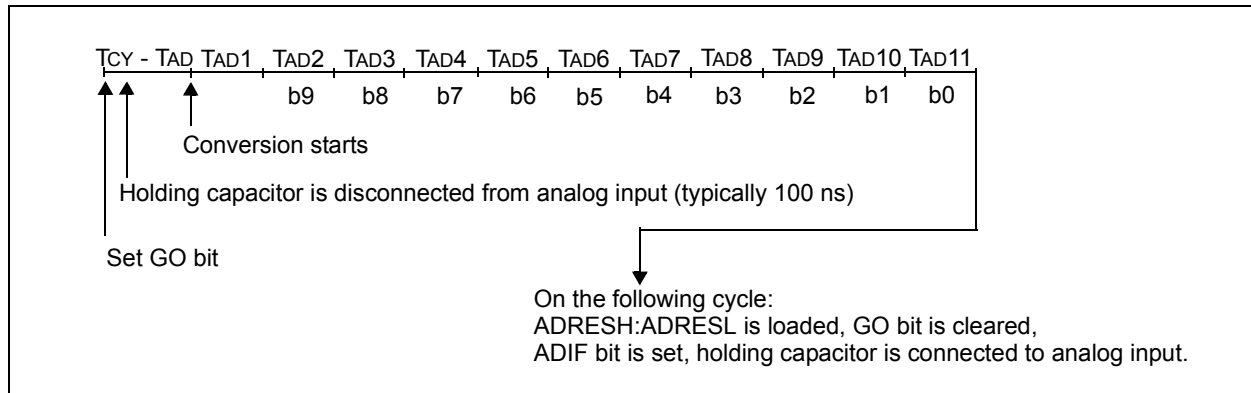 TCY - TAD TAD1 TAD2 TAD3 TAD4 TAD5 TAD6 TAD7 TAD8 TAD9 TAD10 TAD11
b9 b8 b7 b6 b5 b4 b3 b2 b1 b0
Conversion starts
Holding capacitor is disconnected from analog input (typically 100 ns)
Set GO bit
On the following cycle:
ADRESH:ADRESL is loaded, GO bit is cleared,
ADIF bit is set, holding capacitor is connected to analog input.